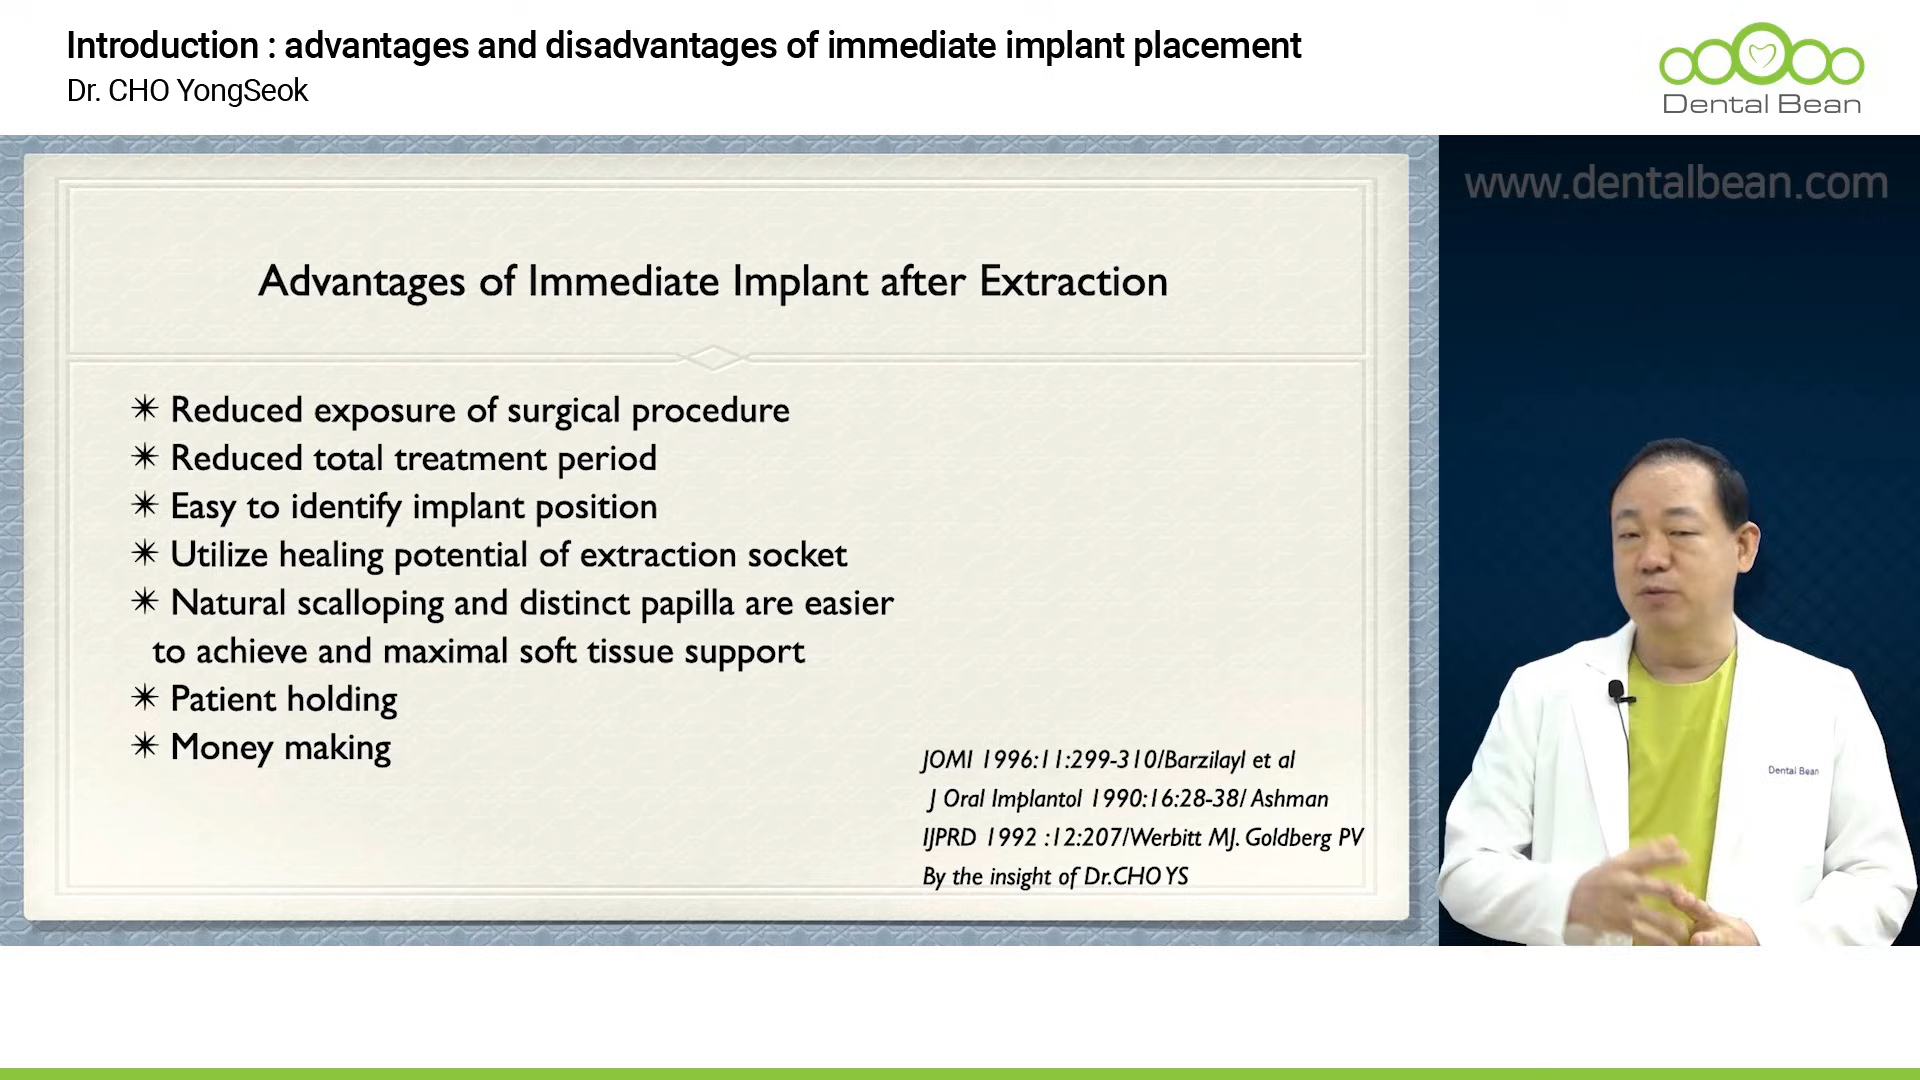 Introduction : advantages and disadvantages of immediate implant placement
Dr. CHO YongSeok
Dental Bean
www.dentalbean.com
Advantages of Immediate Implant after Extraction
✴ Reduced exposure of surgical procedure
✴ Reduced total treatment period
✴ Easy to identify implant position
✴ Utilize healing potential of extraction socket
✴ Natural scalloping and distinct papilla are easier
to achieve and maximal soft tissue support
✴ Patient holding
✴ Money making
JOMI 1996:11:299-310/Barzilayl et al
J Oral Implantol 1990:16:28-38/ Ashman
IJPRD 1992 :12:207/Werbitt MJ. Goldberg PV
By the insight of Dr.CHO YS
Dental Bean